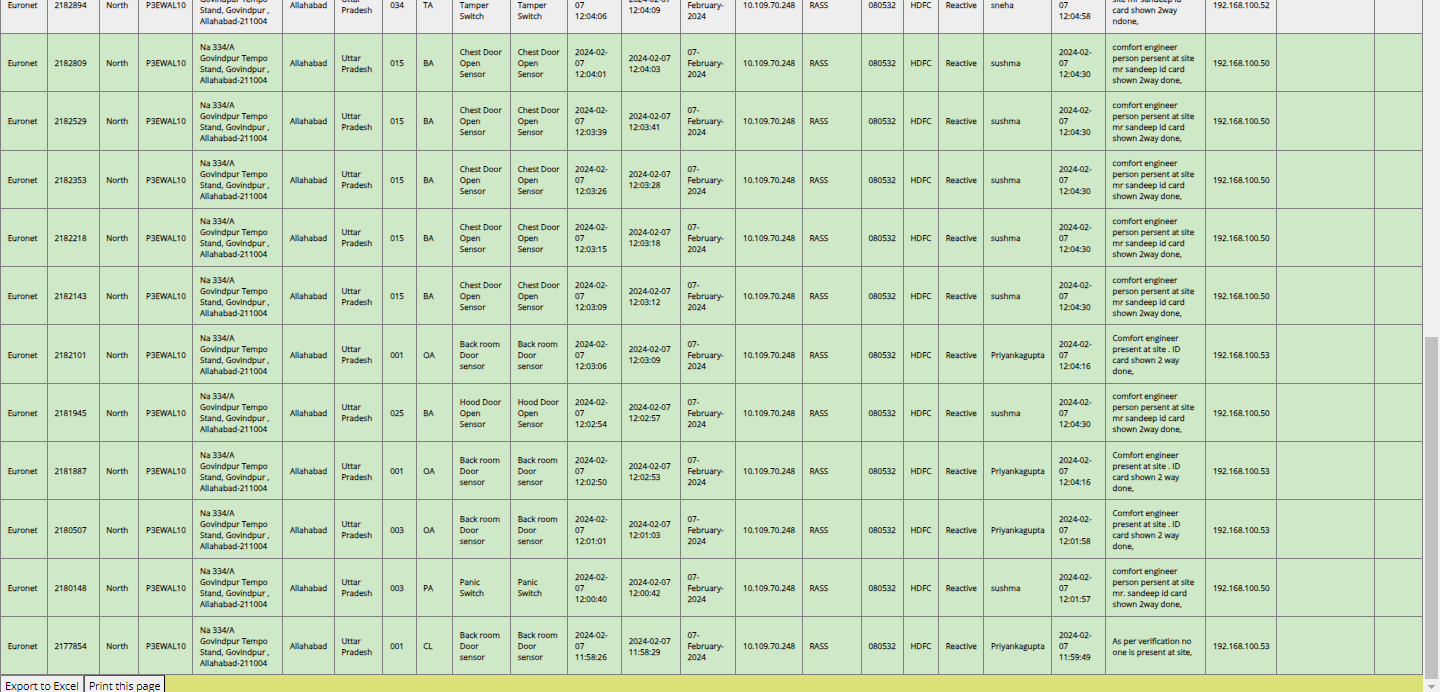 Euronet 2182894 North P3EWAL10 Govindpur Tempo Stand, Govindpur , Allahabad-211004 Allahabad Uttar Pradesh 034 TA Tamper Switch Tamper Switch 07 12:04:06 12:04:09 February-2024 10.109.70.248 RASS 080532 HDFC Reactive sneha 07 12:04:58 card shown 2way ndone, 192.168.100.52
Euronet 2182809 North P3EWAL10 Na 334/A Govindpur Tempo Stand, Govindpur , Allahabad-211004 Allahabad Uttar Pradesh 015 BA Chest Door Open Sensor Chest Door Open Sensor 2024-02-07 12:04:01 2024-02-07 12:04:03 07-February-2024 10.109.70.248 RASS 080532 HDFC Reactive sushma 2024-02-07 12:04:30 comfort engineer person persent at site mr sandeep id card shown 2way done, 192.168.100.50
Euronet 2182529 North P3EWAL10 Na 334/A Govindpur Tempo Stand, Govindpur , Allahabad-211004 Allahabad Uttar Pradesh 015 BA Chest Door Open Sensor Chest Door Open Sensor 2024-02-07 12:03:39 2024-02-07 12:03:41 07-February-2024 10.109.70.248 RASS 080532 HDFC Reactive sushma 2024-02-07 12:04:30 comfort engineer person persent at site mr sandeep id card shown 2way done, 192.168.100.50
Euronet 2182353 North P3EWAL10 Na 334/A Govindpur Tempo Stand, Govindpur , Allahabad-211004 Allahabad Uttar Pradesh 015 BA Chest Door Open Sensor Chest Door Open Sensor 2024-02-07 12:03:26 2024-02-07 12:03:28 07-February-2024 10.109.70.248 RASS 080532 HDFC Reactive sushma 2024-02-07 12:04:30 comfort engineer person persent at site mr sandeep id card shown 2way done, 192.168.100.50
Euronet 2182218 North P3EWAL10 Na 334/A Govindpur Tempo Stand, Govindpur , Allahabad-211004 Allahabad Uttar Pradesh 015 BA Chest Door Open Sensor Chest Door Open Sensor 2024-02-07 12:03:15 2024-02-07 12:03:18 07-February-2024 10.109.70.248 RASS 080532 HDFC Reactive sushma 2024-02-07 12:04:30 comfort engineer person persent at site mr sandeep id card shown 2way done, 192.168.100.50
Euronet 2182143 North P3EWAL10 Na 334/A Govindpur Tempo Stand, Govindpur , Allahabad-211004 Allahabad Uttar Pradesh 015 BA Chest Door Open Sensor Chest Door Open Sensor 2024-02-07 12:03:09 2024-02-07 12:03:12 07-February-2024 10.109.70.248 RASS 080532 HDFC Reactive sushma 2024-02-07 12:04:30 comfort engineer person persent at site mr sandeep id card shown 2way done, 192.168.100.50
Euronet 2182101 North P3EWAL10 Na 334/A Govindpur Tempo Stand, Govindpur , Allahabad-211004 Allahabad Uttar Pradesh 001 OA Back room Door sensor Back room Door sensor 2024-02-07 12:03:06 2024-02-07 12:03:09 07-February-2024 10.109.70.248 RASS 080532 HDFC Reactive Priyankagupta 2024-02-07 12:04:16 Comfort engineer present at site . ID card shown 2 way done, 192.168.100.53
Euronet 2181945 North P3EWAL10 Na 334/A Govindpur Tempo Stand, Govindpur , Allahabad-211004 Allahabad Uttar Pradesh 025 BA Hood Door Open Sensor Hood Door Open Sensor 2024-02-07 12:02:54 2024-02-07 12:02:57 07-February-2024 10.109.70.248 RASS 080532 HDFC Reactive sushma 2024-02-07 12:04:30 comfort engineer person persent at site mr sandeep id card shown 2way done, 192.168.100.50
Euronet 2181887 North P3EWAL10 Na 334/A Govindpur Tempo Stand, Govindpur , Allahabad-211004 Allahabad Uttar Pradesh 001 OA Back room Door sensor Back room Door sensor 2024-02-07 12:02:50 2024-02-07 12:02:53 07-February-2024 10.109.70.248 RASS 080532 HDFC Reactive Priyankagupta 2024-02-07 12:04:16 Comfort engineer present at site . ID card shown 2 way done, 192.168.100.53
Euronet 2180507 North P3EWAL10 Na 334/A Govindpur Tempo Stand, Govindpur , Allahabad-211004 Allahabad Uttar Pradesh 003 OA Back room Door sensor Back room Door sensor 2024-02-07 12:01:01 2024-02-07 12:01:03 07-February-2024 10.109.70.248 RASS 080532 HDFC Reactive Priyankagupta 2024-02-07 12:01:58 Comfort engineer present at site . ID card shown 2 way done, 192.168.100.53
Euronet 2180148 North P3EWAL10 Na 334/A Govindpur Tempo Stand, Govindpur , Allahabad-211004 Allahabad Uttar Pradesh 003 PA Panic Switch Panic Switch 2024-02-07 12:00:40 2024-02-07 12:00:42 07-February-2024 10.109.70.248 RASS 080532 HDFC Reactive sushma 2024-02-07 12:01:57 comfort engineer person persent at site mr. sandeep id card shown 2way done, 192.168.100.50
Euronet 2177854 North P3EWAL10 Na 334/A Govindpur Tempo Stand, Govindpur , Allahabad-211004 Allahabad Uttar Pradesh 001 CL Back room Door sensor Back room Door sensor 2024-02-07 11:58:26 2024-02-07 11:58:29 07-February-2024 10.109.70.248 RASS 080532 HDFC Reactive Priyankagupta 2024-02-07 11:59:49 As per verification no one is present at site, 192.168.100.53
Export to Excel Print this page